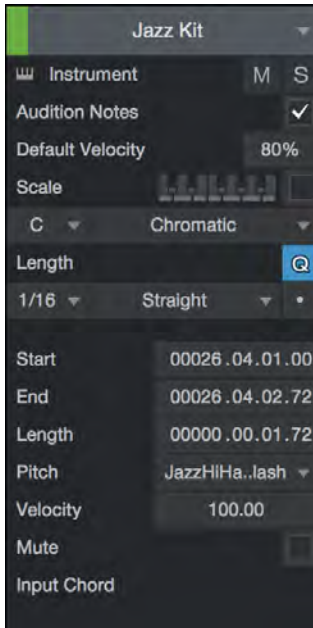 Jazz Kit
Instrument M S
Audition Notes
Default Velocity 80%
Scale
C Chromatic
Length Q
1/16 Straight
Start 00026.04.01.00
End 00026.04.02.72
Length 00000.00.01.72
Pitch JazzHiHa..lash
Velocity 100.00
Mute
Input Chord